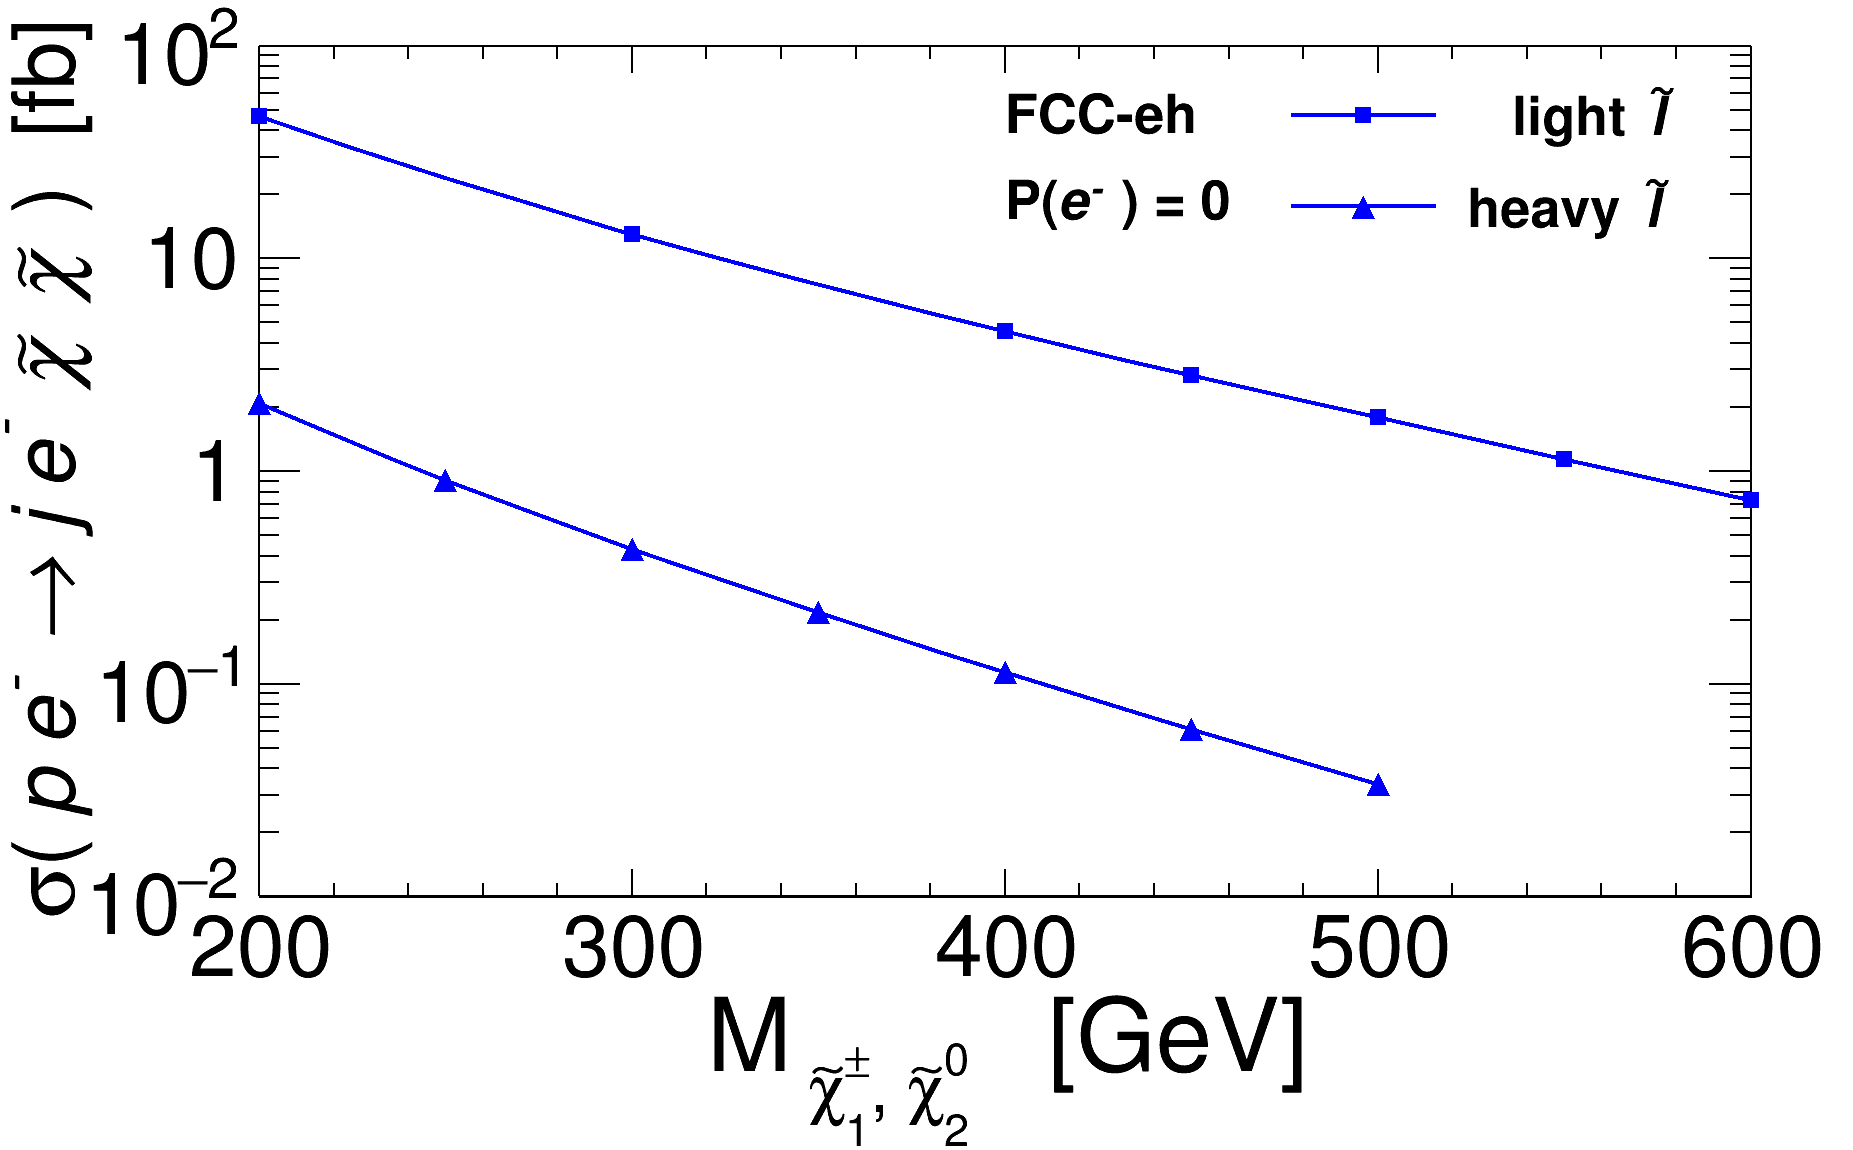 σ( p e⁻ → j e⁻ χ̃ χ̃ ) [fb]
10²
10
1
10⁻¹
10⁻²
FCC-eh
light l̃
P(e⁻ ) = 0
heavy l̃
200 300 400 500 600
M χ̃₁±, χ̃₂⁰ [GeV]